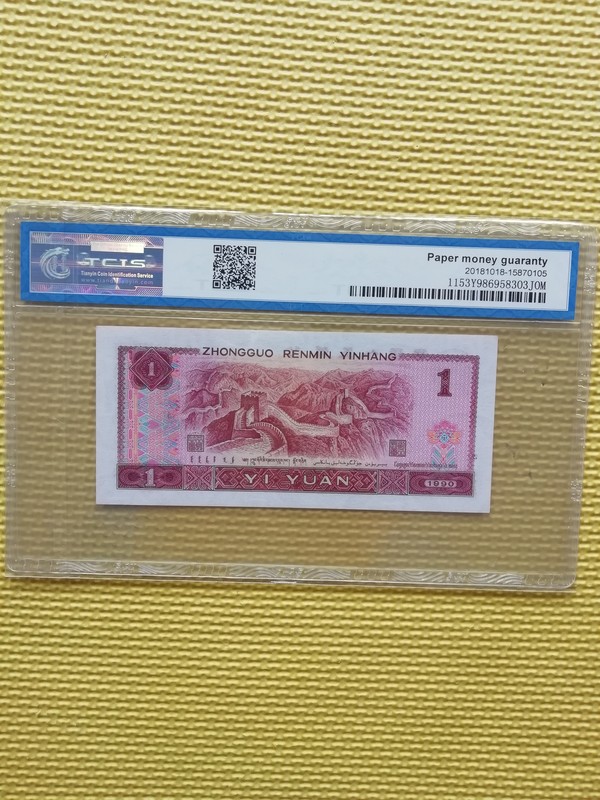 TCIS
Tianyin Coin Identification Service
Paper money guaranty
20181018-15870105
1153Y986958303JOM
ZHONGGUO RENMIN YINHANG
1
1
1
YI YUAN
1990